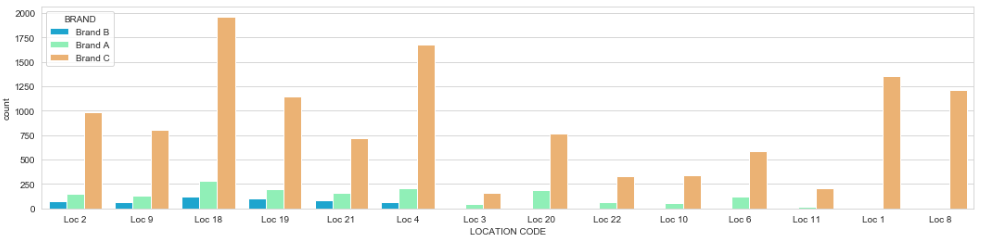 2000
1750
1500
1250
1000
750
500
250
0
count
BRAND
Brand B
Brand A
Brand C
Loc 2 Loc 9 Loc 18 Loc 19 Loc 21 Loc 4 Loc 3 Loc 20 Loc 22 Loc 10 Loc 6 Loc 11 Loc 1 Loc 8
LOCATION CODE